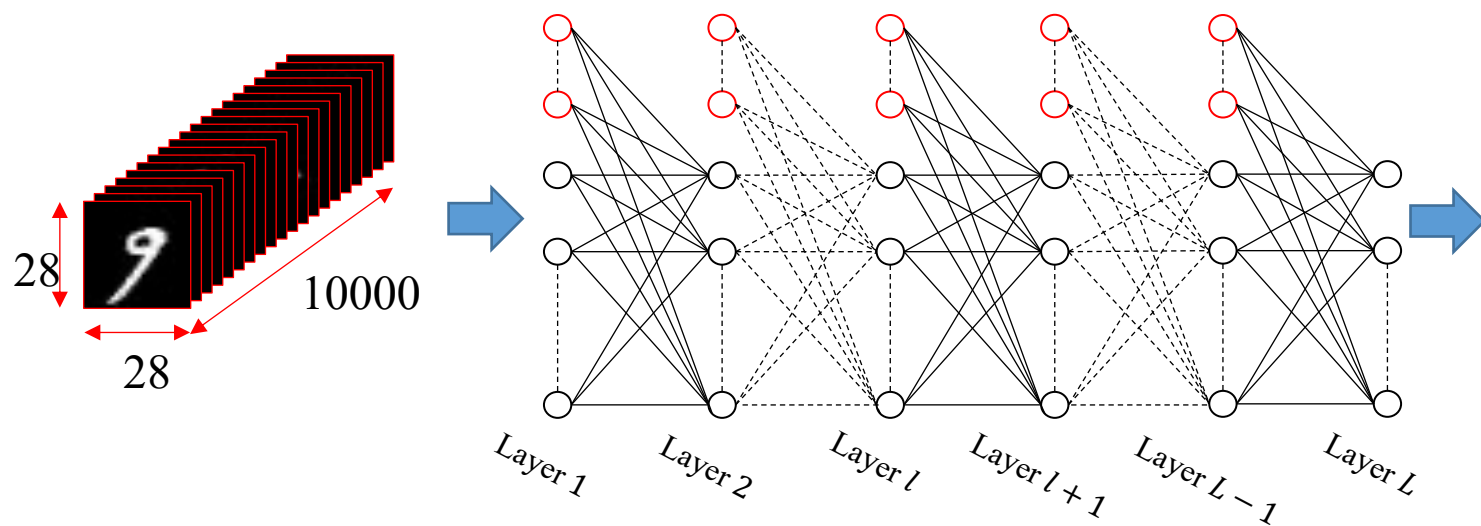 28
28
10000
Layer 1
Layer 2
Layer l
Layer l + 1
Layer L − 1
Layer L